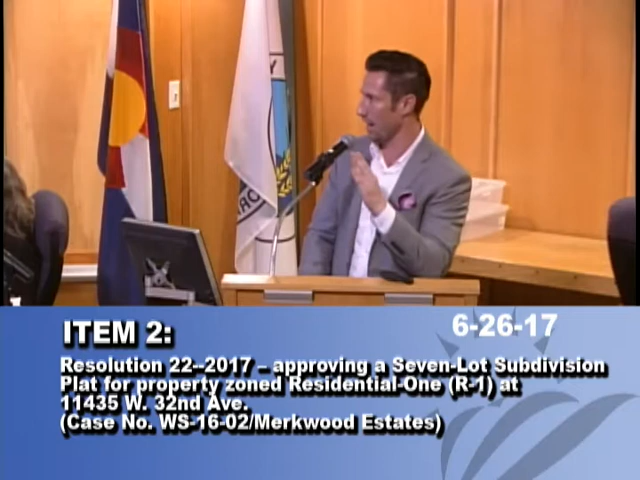 ITEM 2:
6-26-17
Resolution 22--2017 – approving a Seven-Lot Subdivision
Plat for property zoned Residential-One (R-1) at
11435 W. 32nd Ave.
(Case No. WS-16-02/Merkwood Estates)